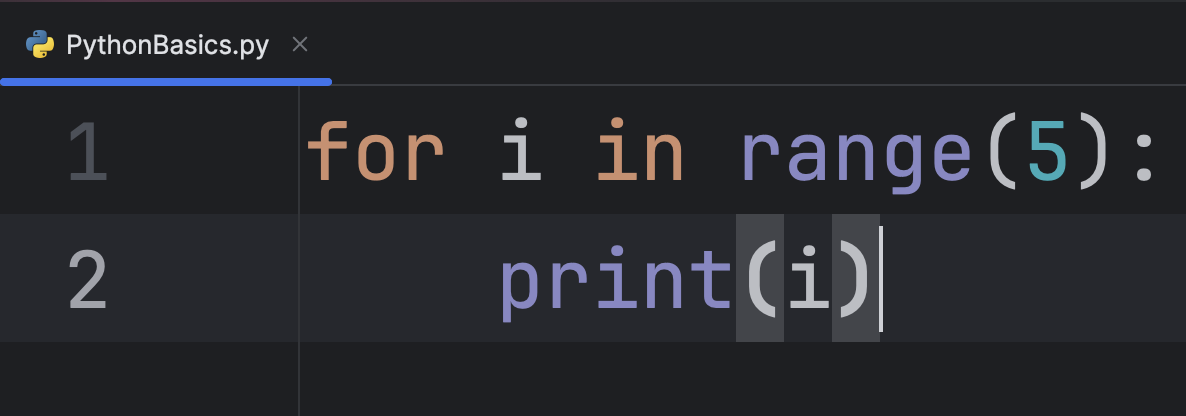 PythonBasics.py
1 for i in range(5):
2     print(i)